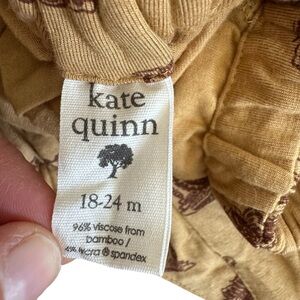 kate
quinn
18-24 m
96% viscose from
bamboo /
4% lycra ® spandex